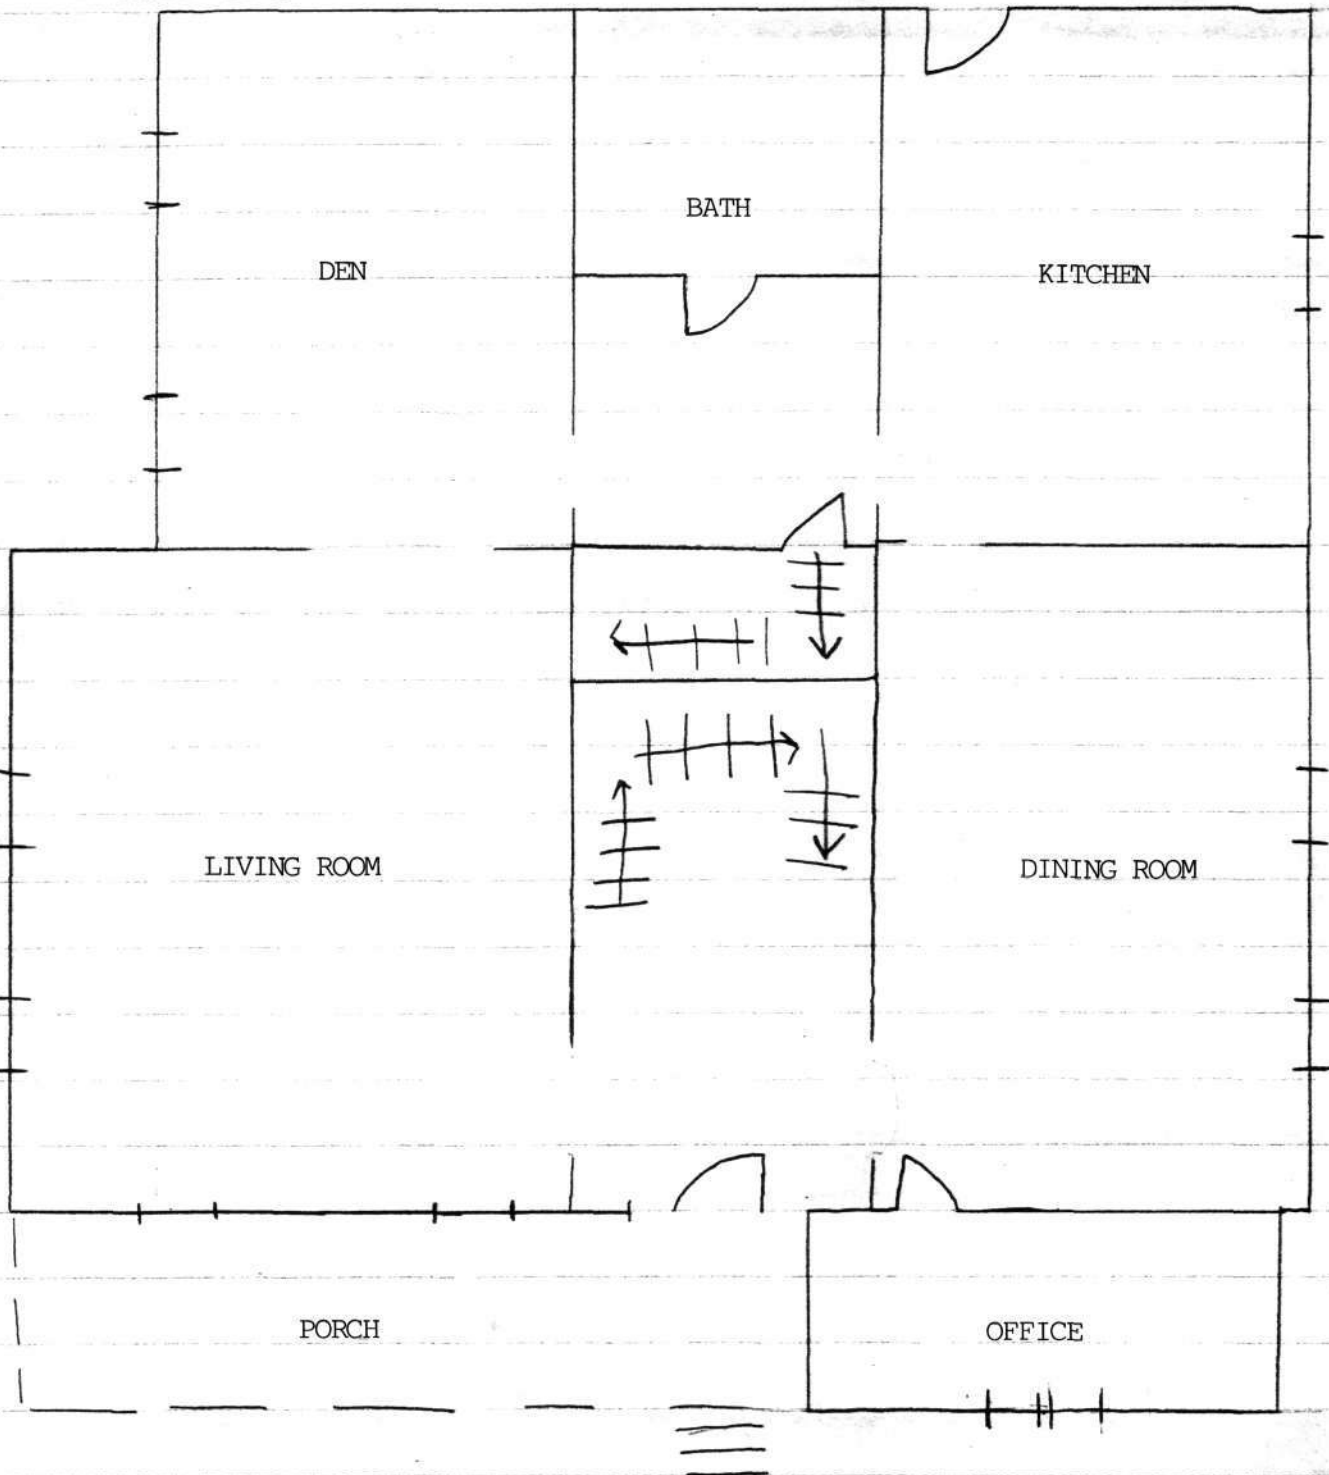 BATH
DEN
KITCHEN
LIVING ROOM
DINING ROOM
PORCH
OFFICE